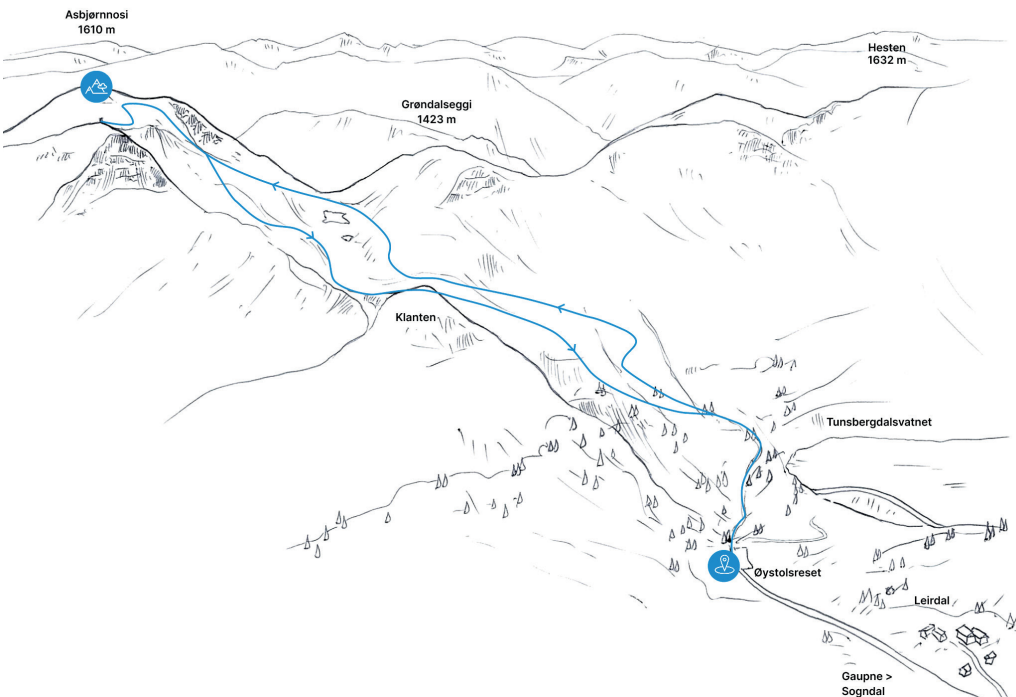 Asbjørnnosi
1610 m
Hesten
1632 m
Grøndalseggi
1423 m
Klanten
Tunsbergdalsvatnet
Øystolsreset
Leirdal
Gaupne >
Sogndal